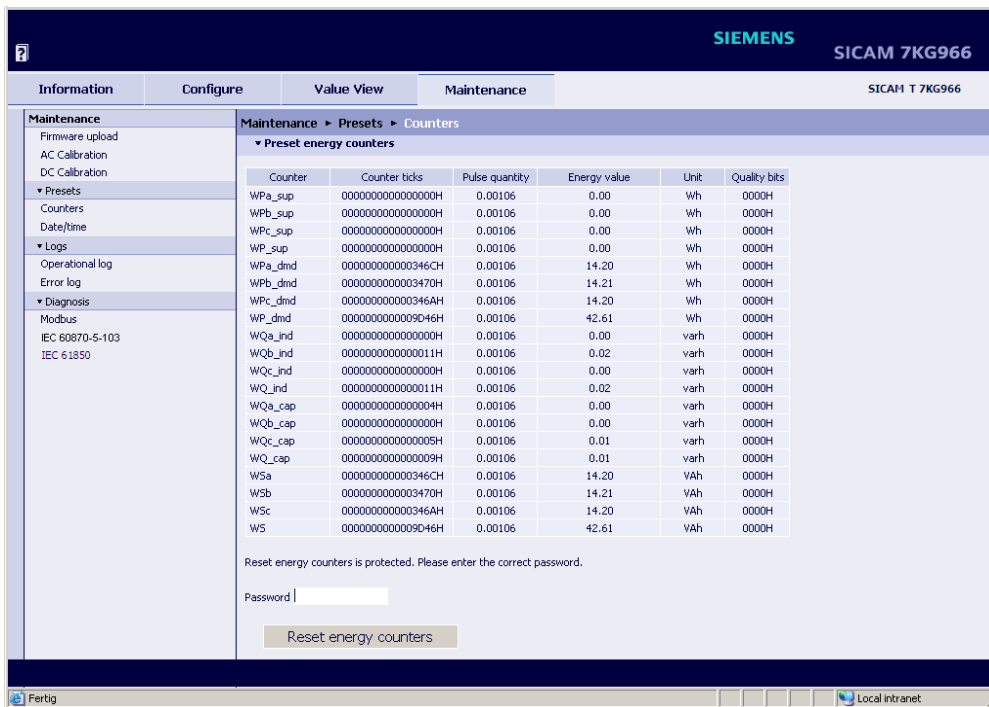 SIEMENS
SICAM 7KG966
?
Information Configure Value View Maintenance SICAM T 7KG966
Maintenance
Firmware upload
AC Calibration
DC Calibration
▾ Presets
Counters
Date/time
▾ Logs
Operational log
Error log
▾ Diagnosis
Modbus
IEC 60870-5-103
IEC 61850
Maintenance ► Presets ► Counters
▾ Preset energy counters
Counter Counter ticks Pulse quantity Energy value Unit Quality bits
WPa_sup 0000000000000000H 0.00106 0.00 Wh 0000H
WPb_sup 0000000000000000H 0.00106 0.00 Wh 0000H
WPc_sup 0000000000000000H 0.00106 0.00 Wh 0000H
WP_sup 0000000000000000H 0.00106 0.00 Wh 0000H
WPa_dmd 000000000000346CH 0.00106 14.20 Wh 0000H
WPb_dmd 0000000000003470H 0.00106 14.21 Wh 0000H
WPc_dmd 000000000000346AH 0.00106 14.20 Wh 0000H
WP_dmd 0000000000009D46H 0.00106 42.61 Wh 0000H
WQa_ind 0000000000000000H 0.00106 0.00 varh 0000H
WQb_ind 0000000000000011H 0.00106 0.02 varh 0000H
WQc_ind 0000000000000000H 0.00106 0.00 varh 0000H
WQ_ind 0000000000000011H 0.00106 0.02 varh 0000H
WQa_cap 0000000000000004H 0.00106 0.00 varh 0000H
WQb_cap 0000000000000000H 0.00106 0.00 varh 0000H
WQc_cap 0000000000000005H 0.00106 0.01 varh 0000H
WQ_cap 0000000000000009H 0.00106 0.01 varh 0000H
WSa 000000000000346CH 0.00106 14.20 VAh 0000H
WSb 0000000000003470H 0.00106 14.21 VAh 0000H
WSc 000000000000346AH 0.00106 14.20 VAh 0000H
WS 0000000000009D46H 0.00106 42.61 VAh 0000H
Reset energy counters is protected. Please enter the correct password.
Password
Reset energy counters
Fertig Local intranet